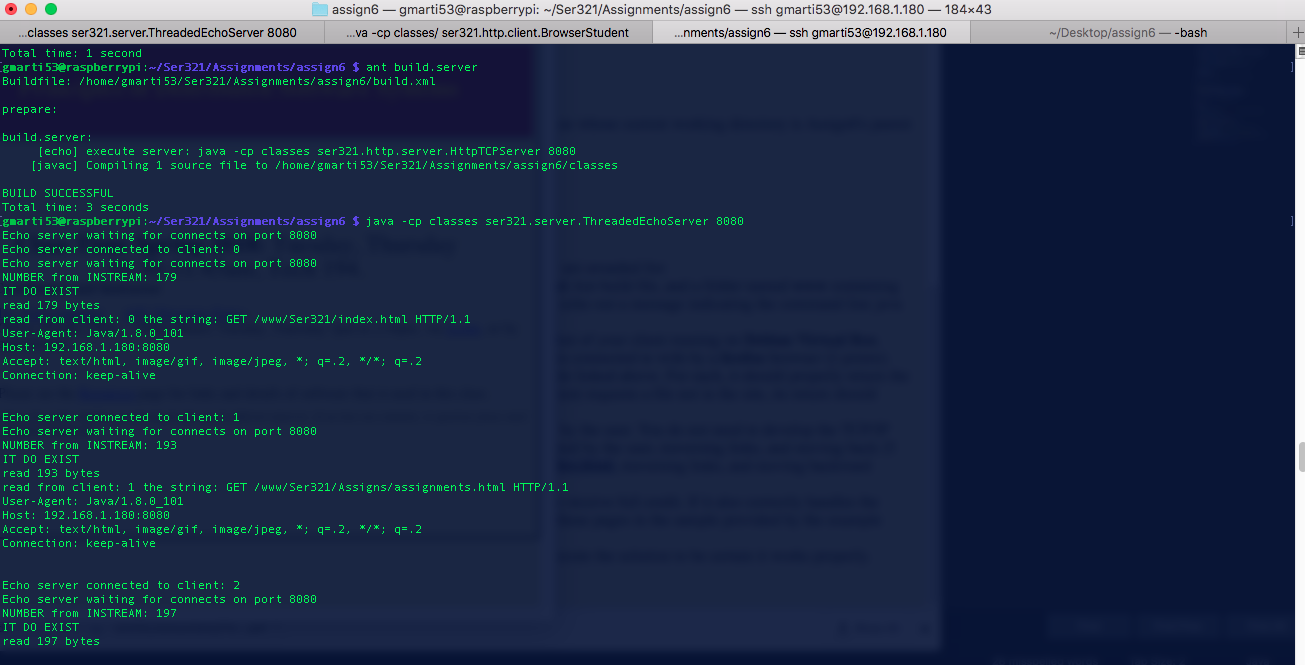 assign6 — gmarti53@raspberrypi: ~/Ser321/Assignments/assign6 — ssh gmarti53@192.168.1.180 — 184×43
...classes ser321.server.ThreadedEchoServer 8080
...va -cp classes/ ser321.http.client.BrowserStudent
...nments/assign6 — ssh gmarti53@192.168.1.180
~/Desktop/assign6 — -bash
Total time: 1 second
[gmarti53@raspberrypi:~/Ser321/Assignments/assign6 $ ant build.server ]
Buildfile: /home/gmarti53/Ser321/Assignments/assign6/build.xml
prepare:
build.server:
[echo] execute server: java -cp classes ser321.http.server.HttpTCPServer 8080
[javac] Compiling 1 source file to /home/gmarti53/Ser321/Assignments/assign6/classes
BUILD SUCCESSFUL
Total time: 3 seconds
[gmarti53@raspberrypi:~/Ser321/Assignments/assign6 $ java -cp classes ser321.server.ThreadedEchoServer 8080 ]
Echo server waiting for connects on port 8080
Echo server connected to client: 0
Echo server waiting for connects on port 8080
NUMBER from INSTREAM: 179
IT DO EXIST
read 179 bytes
read from client: 0 the string: GET /www/Ser321/index.html HTTP/1.1
User-Agent: Java/1.8.0_101
Host: 192.168.1.180:8080
Accept: text/html, image/gif, image/jpeg, *; q=.2, */*; q=.2
Connection: keep-alive
Echo server connected to client: 1
Echo server waiting for connects on port 8080
NUMBER from INSTREAM: 193
IT DO EXIST
read 193 bytes
read from client: 1 the string: GET /www/Ser321/Assigns/assignments.html HTTP/1.1
User-Agent: Java/1.8.0_101
Host: 192.168.1.180:8080
Accept: text/html, image/gif, image/jpeg, *; q=.2, */*; q=.2
Connection: keep-alive
Echo server connected to client: 2
Echo server waiting for connects on port 8080
NUMBER from INSTREAM: 197
IT DO EXIST
read 197 bytes